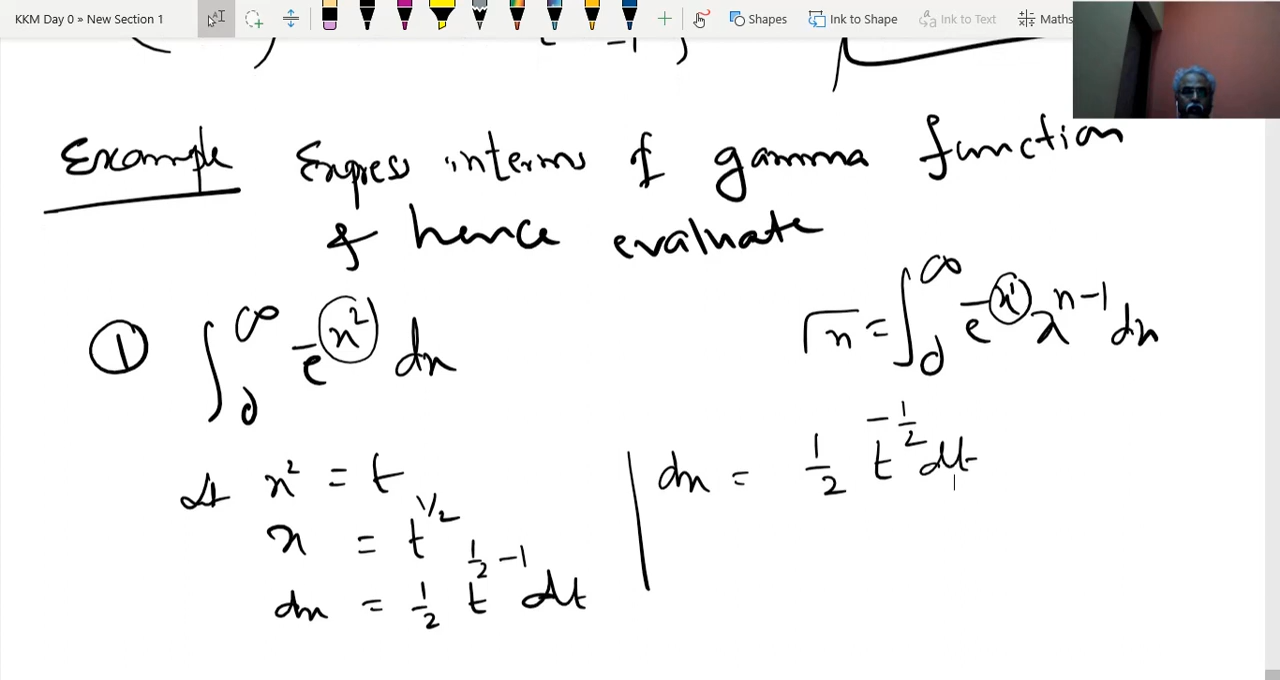 KKM Day 0 » New Section 1
Shapes Ink to Shape Ink to Text Maths
-1
Example Express interms of gamma function
& hence evaluate
① ∫₀^∞ e^{-x²} dx
Γn = ∫₀^∞ e^{-x¹} x^{n-1} dx
Let x² = t
x = t^{1/2}
dx = 1/2 t^{1/2 -1} dt
dx = 1/2 t^{-1/2} dt